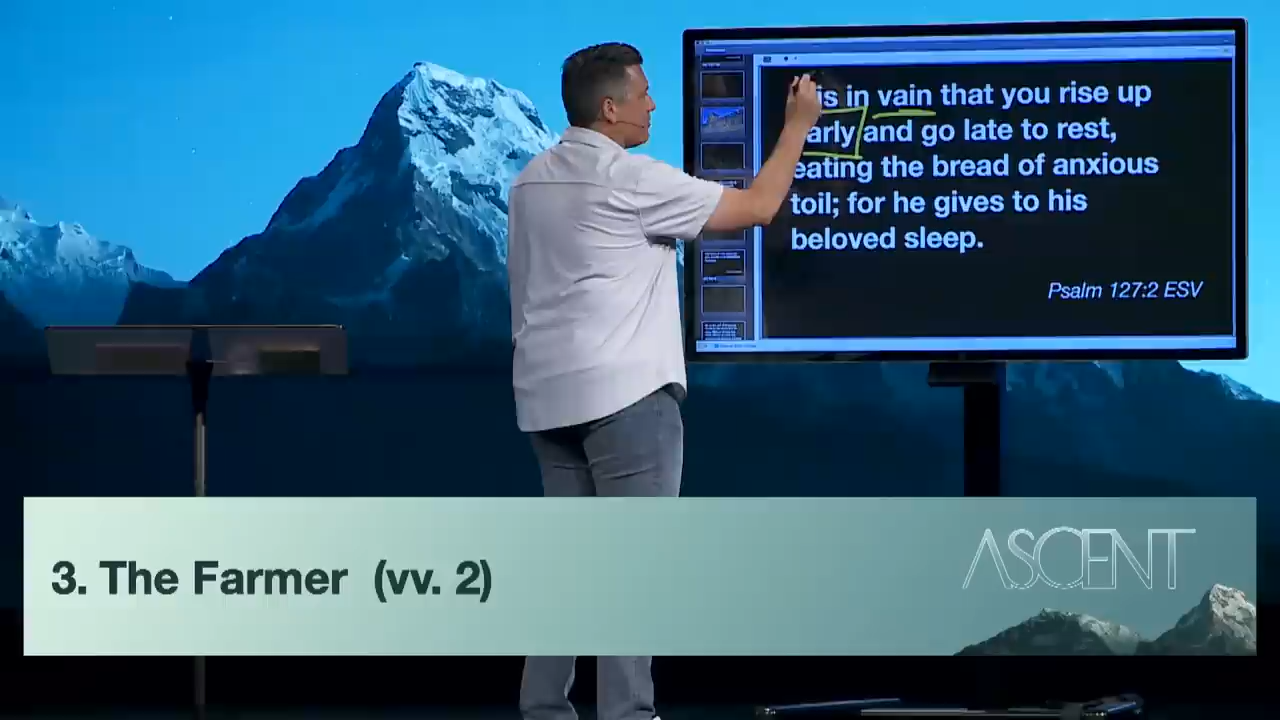 is in vain that you rise up
arly and go late to rest,
eating the bread of anxious
toil; for he gives to his
beloved sleep.
Psalm 127:2 ESV
3. The Farmer (vv. 2)
ASCENT